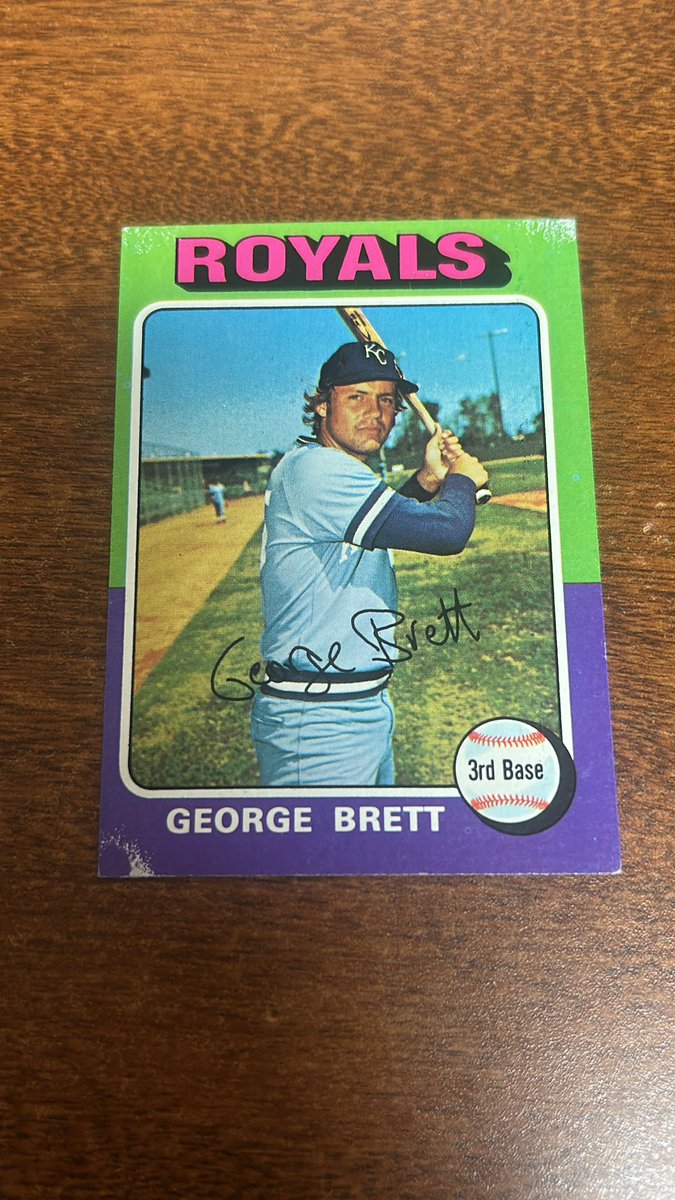 ROYALS
KC
George Brett
3rd Base
GEORGE BRETT